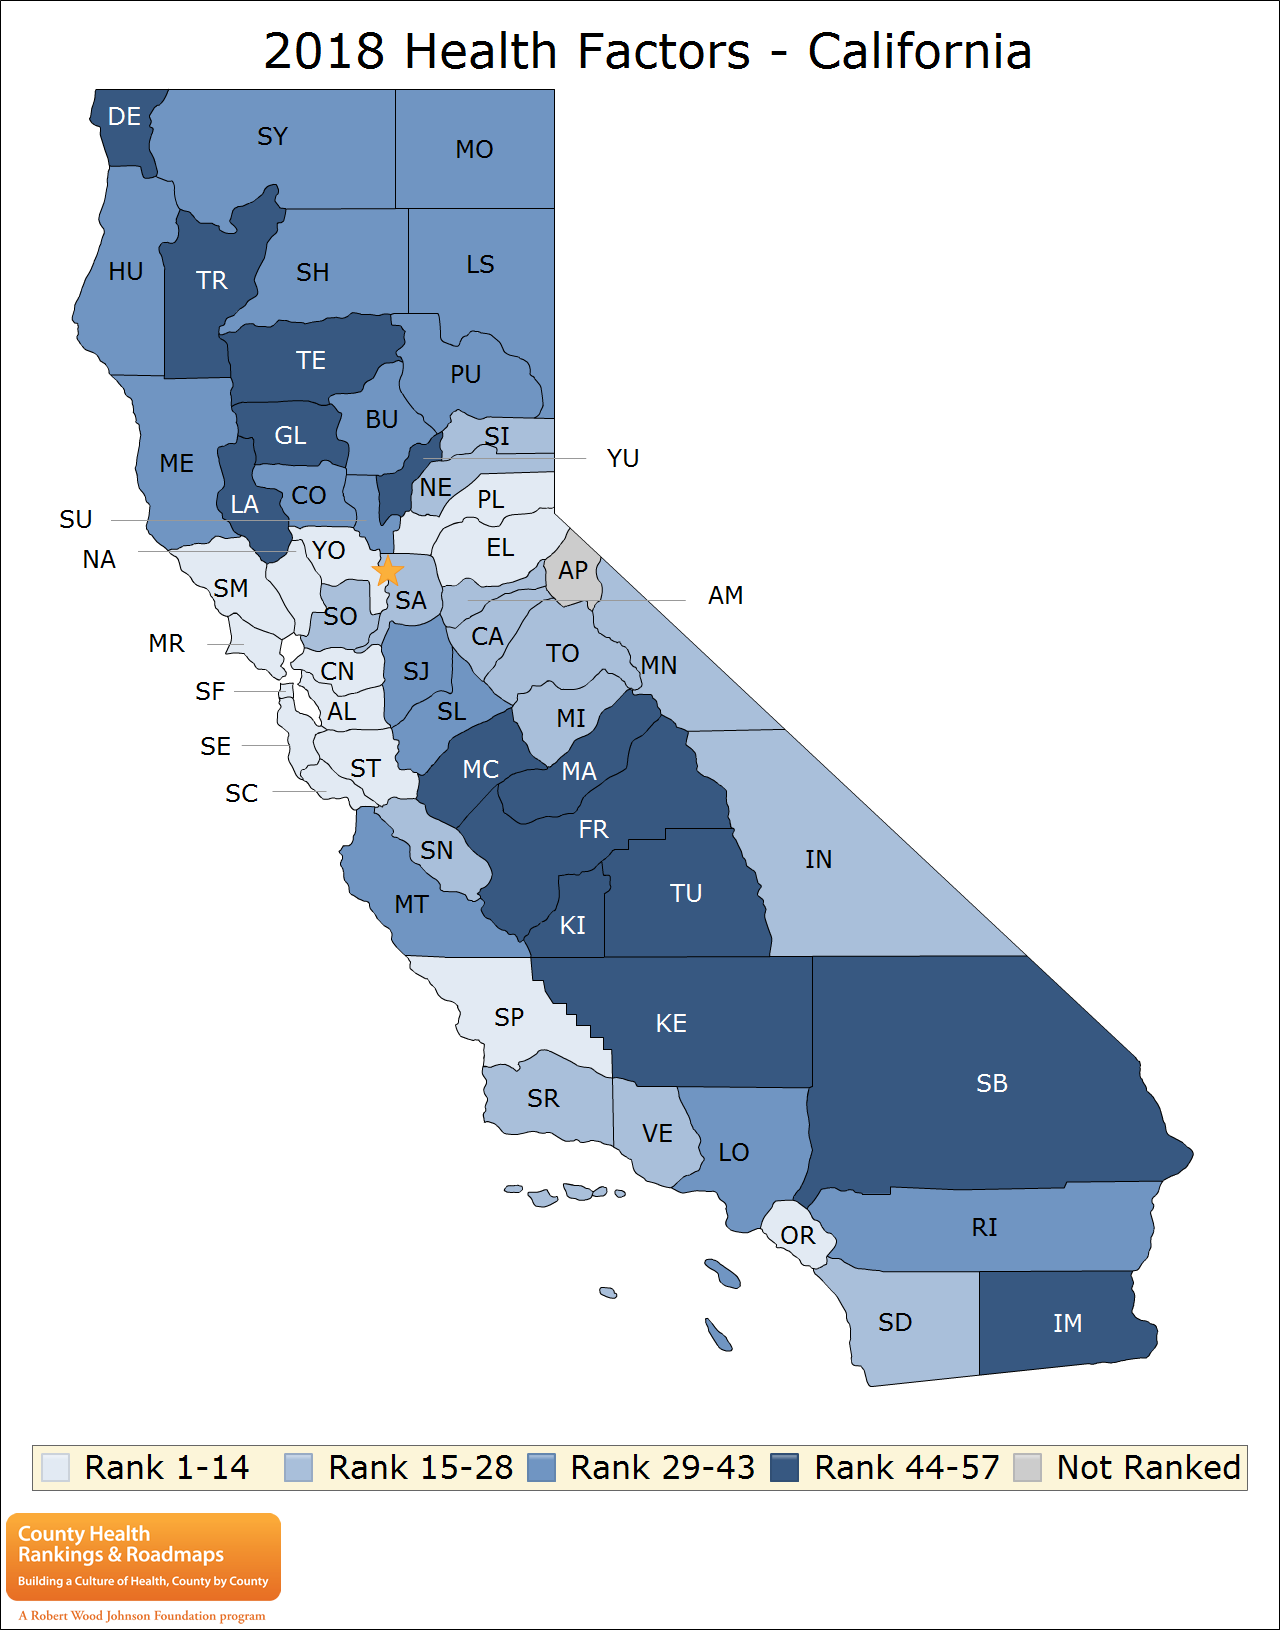 2018 Health Factors - California
DE
SY
MO
HU
TR
SH
LS
TE
PU
BU
GL
SI
ME
YU
NE
CO
PL
LA
SU
EL
YO
NA
AP
SM
AM
SA
SO
CA
MR
TO
MN
CN
SJ
SF
AL
SL
MI
SE
ST
MC
MA
SC
FR
SN
IN
TU
MT
KI
SP
KE
SB
SR
VE
LO
RI
OR
SD
IM
Rank 1-14 Rank 15-28 Rank 29-43 Rank 44-57 Not Ranked
County Health
Rankings & Roadmaps
Building a Culture of Health, County by County
A Robert Wood Johnson Foundation program